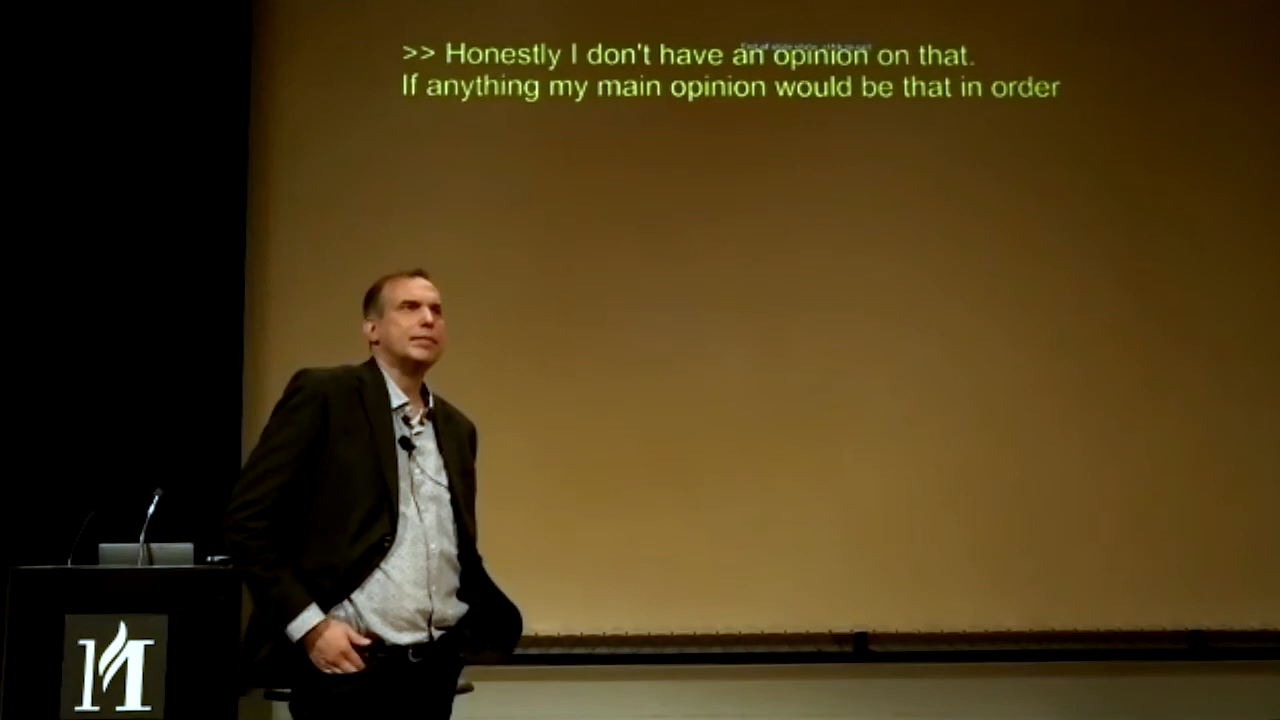 >> Honestly I don't have an opinion on that.
If anything my main opinion would be that in order
M